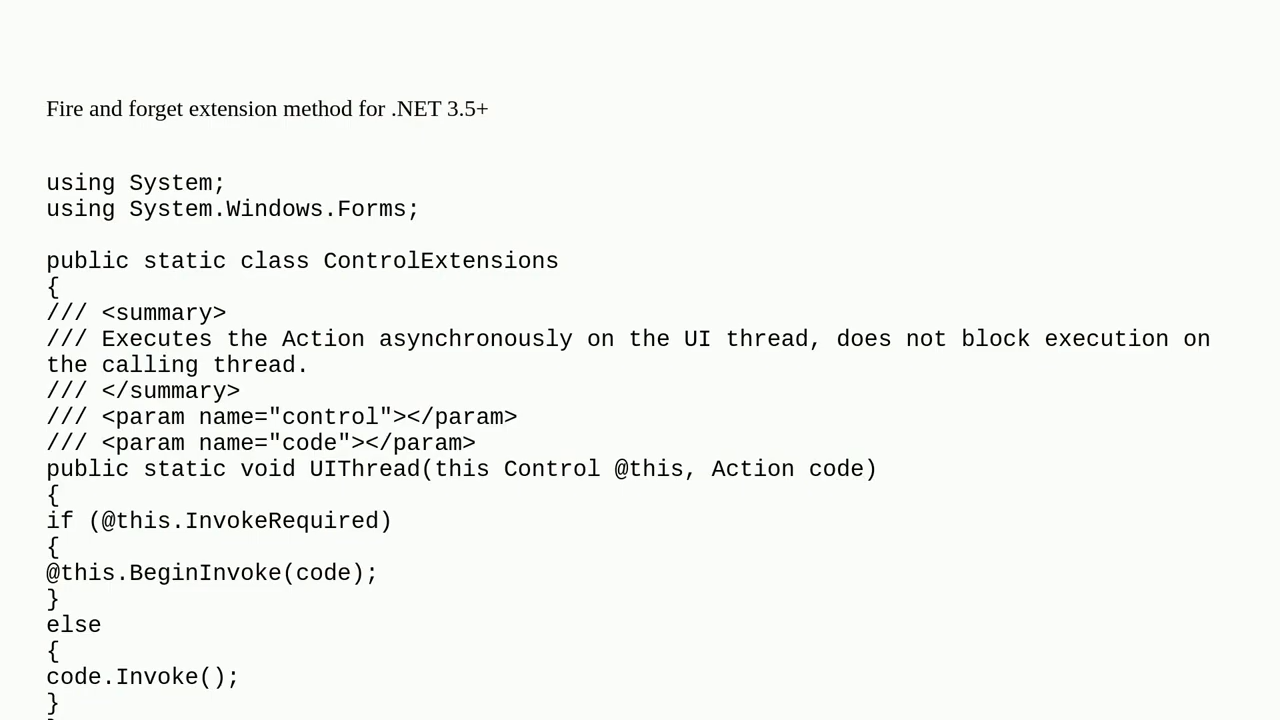 Fire and forget extension method for .NET 3.5+
using System;
using System.Windows.Forms;
public static class ControlExtensions
{
/// <summary>
/// Executes the Action asynchronously on the UI thread, does not block execution on
the calling thread.
/// </summary>
/// <param name="control"></param>
/// <param name="code"></param>
public static void UIThread(this Control @this, Action code)
{
if (@this.InvokeRequired)
{
@this.BeginInvoke(code);
}
else
{
code.Invoke();
}